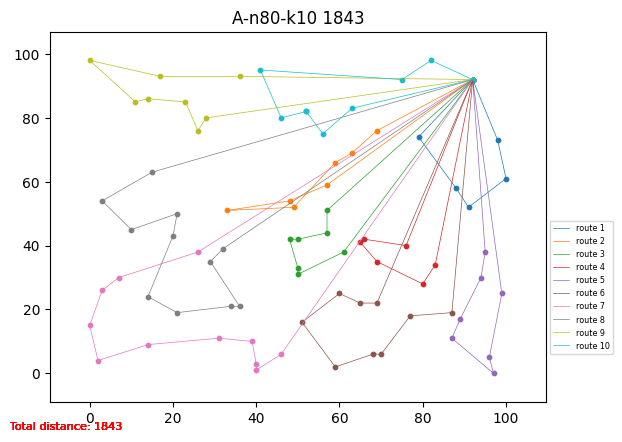 A-n80-k10 1843
100
80
60
40
20
0
0 20 40 60 80 100
route 1
route 2
route 3
route 4
route 5
route 6
route 7
route 8
route 9
route 10
Total distance: 1843